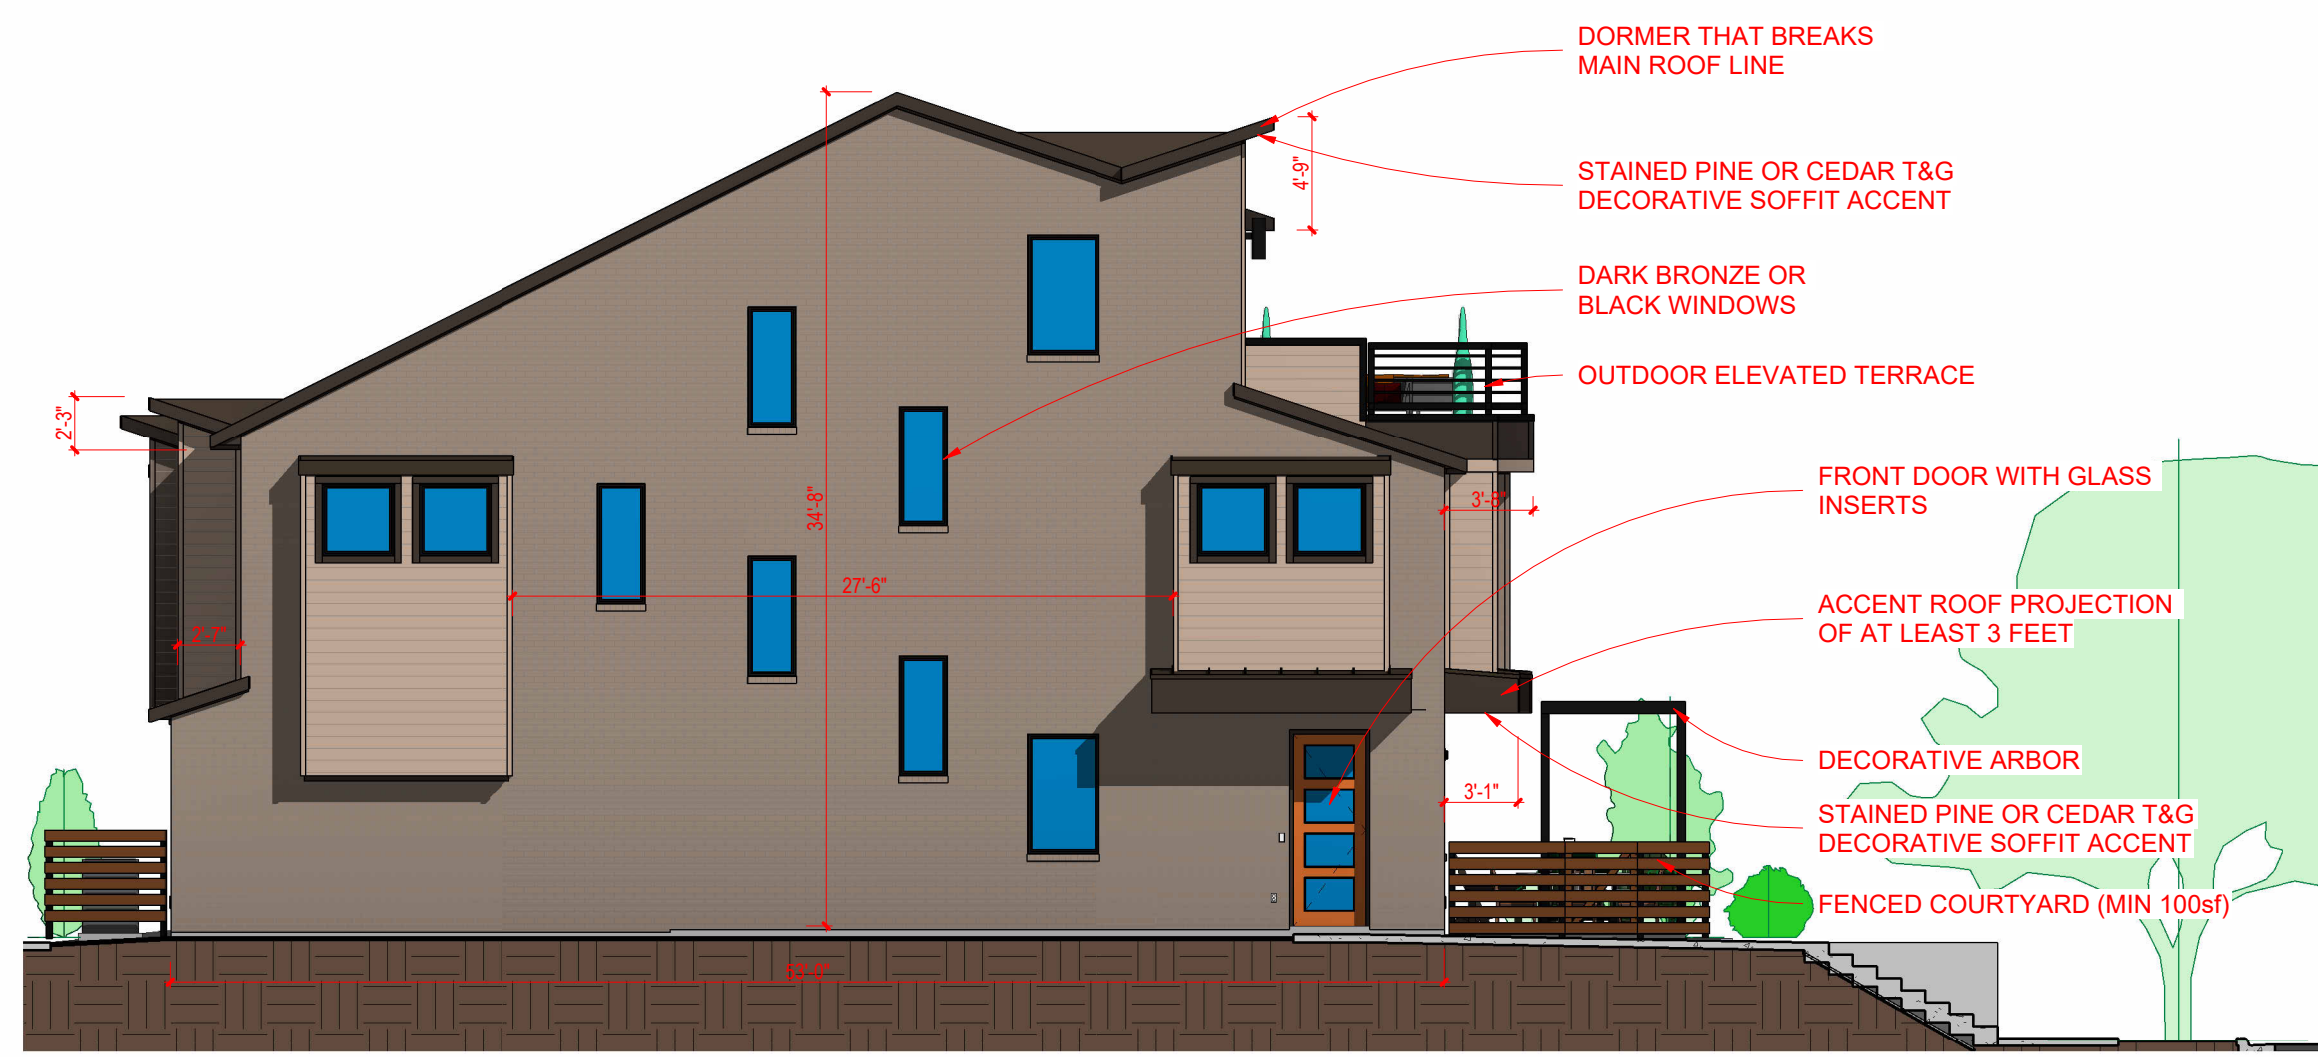 DORMER THAT BREAKS
MAIN ROOF LINE
STAINED PINE OR CEDAR T&G
DECORATIVE SOFFIT ACCENT
4'-9"
DARK BRONZE OR
BLACK WINDOWS
OUTDOOR ELEVATED TERRACE
2'-3"
FRONT DOOR WITH GLASS
INSERTS
34'-8"
3'-8"
27'-6"
ACCENT ROOF PROJECTION
OF AT LEAST 3 FEET
2'-7"
DECORATIVE ARBOR
3'-1"
STAINED PINE OR CEDAR T&G
DECORATIVE SOFFIT ACCENT
FENCED COURTYARD (MIN 100sf)
53'-0"